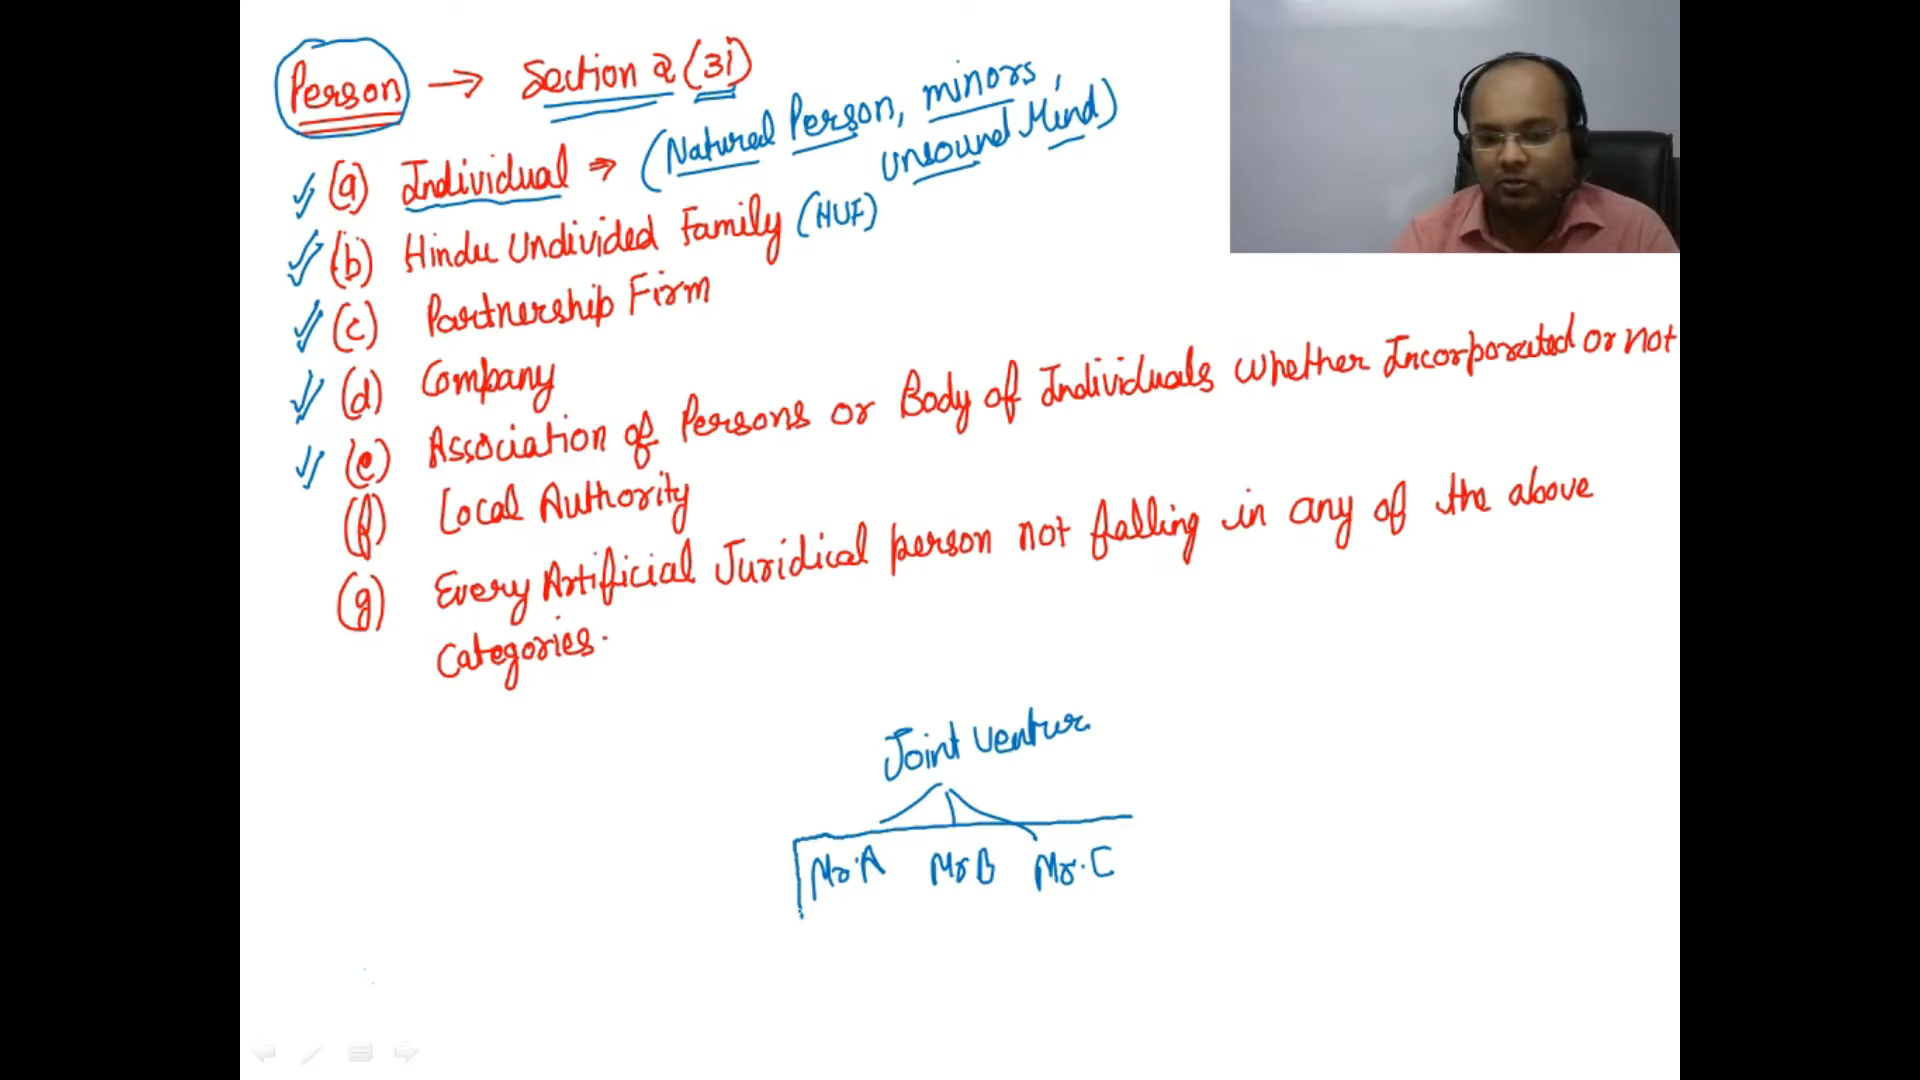 Person → Section 2 (31)
(a) Individual ⇒ (Natural Person, minors,
unsound Mind)
(b) Hindu Undivided Family (HUF)
(c) Partnership Firm
(d) Company
(e) Association of Persons or Body of Individuals whether Incorporated or not
(f) Local Authority
(g) Every Artificial Juridical person not falling in any of the above
categories.
Joint Ventur
Mr. A Mr B Mr. C